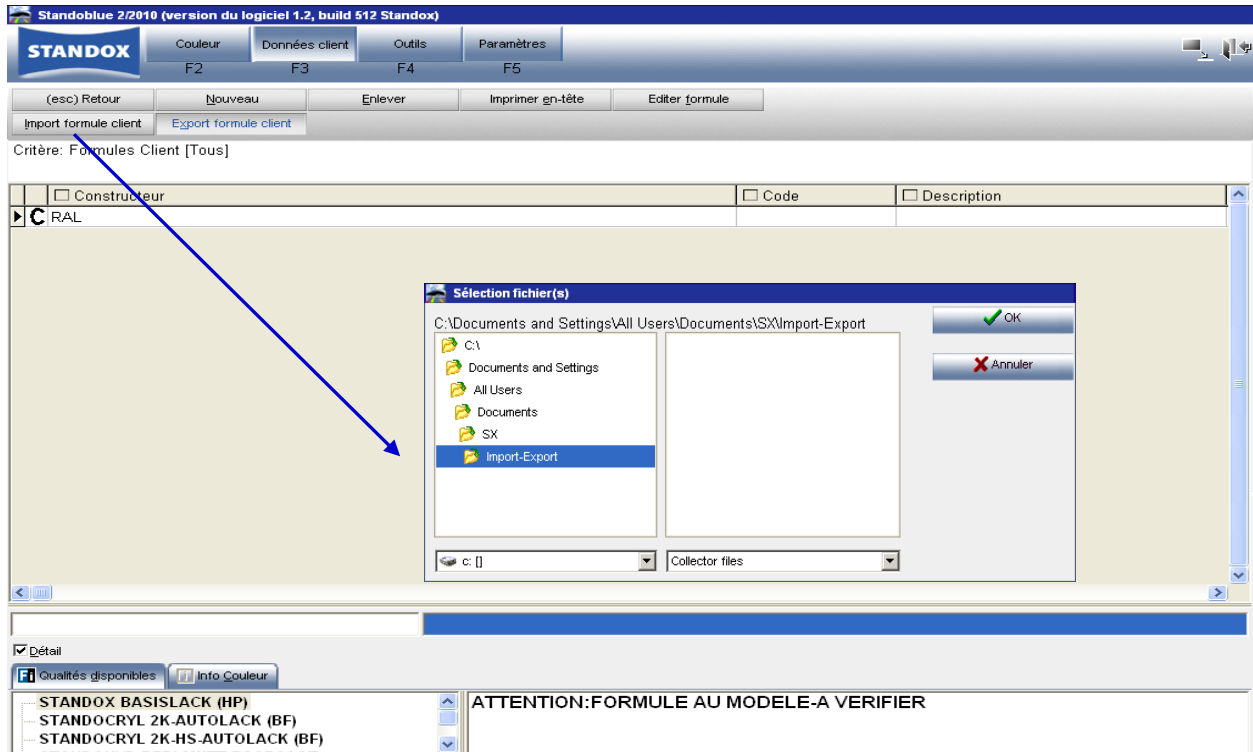 Standoblue 2/2010 (version du logiciel 1.2, build 512 Standox)
STANDOX
Couleur Données client Outils Paramètres
F2 F3 F4 F5
(esc) Retour Nouveau Enlever Imprimer en-tête Editer formule
Import formule client Export formule client
Critère: Formules Client [Tous]
Constructeur Code Description
C RAL
Sélection fichier(s)
C:\Documents and Settings\All Users\Documents\SX\Import-Export
OK
C:\
Documents and Settings
Annuler
All Users
Documents
SX
Import-Export
c: [] Collector files
Détail
Fi Qualités disponibles Info Couleur
STANDOX BASISLACK (HP)
ATTENTION:FORMULE AU MODELE-A VERIFIER
STANDOCRYL 2K-AUTOLACK (BF)
STANDOCRYL 2K-HS-AUTOLACK (BF)